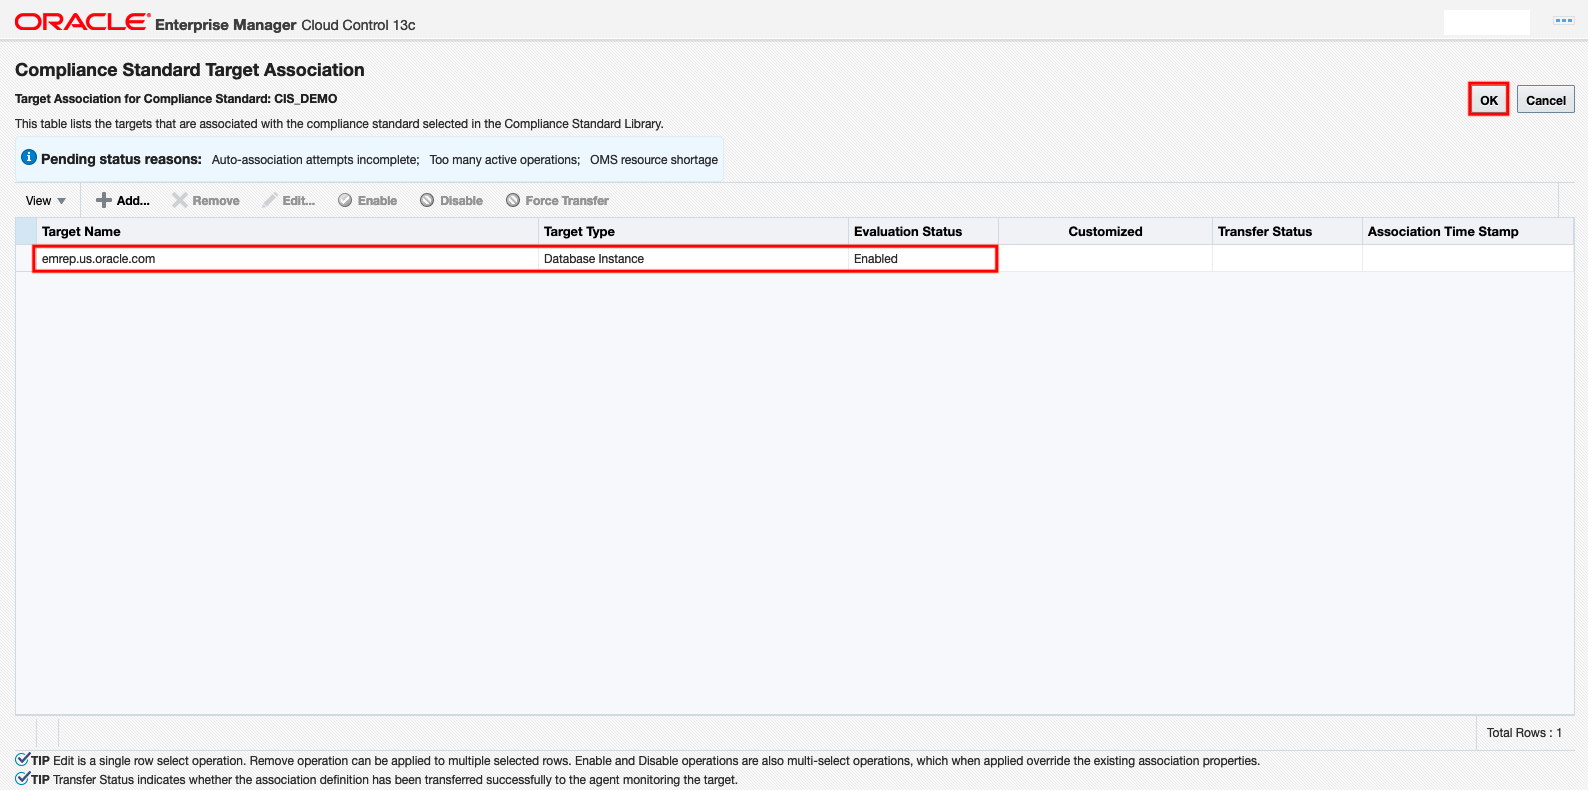 ORACLE® Enterprise Manager Cloud Control 13c
Compliance Standard Target Association
Target Association for Compliance Standard: CIS_DEMO
OK Cancel
This table lists the targets that are associated with the compliance standard selected in the Compliance Standard Library.
Pending status reasons: Auto-association attempts incomplete; Too many active operations; OMS resource shortage
View Add... Remove Edit... Enable Disable Force Transfer
Target Name Target Type Evaluation Status Customized Transfer Status Association Time Stamp
emrep.us.oracle.com Database Instance Enabled
Total Rows : 1
TIP Edit is a single row select operation. Remove operation can be applied to multiple selected rows. Enable and Disable operations are also multi-select operations, which when applied override the existing association properties.
TIP Transfer Status indicates whether the association definition has been transferred successfully to the agent monitoring the target.